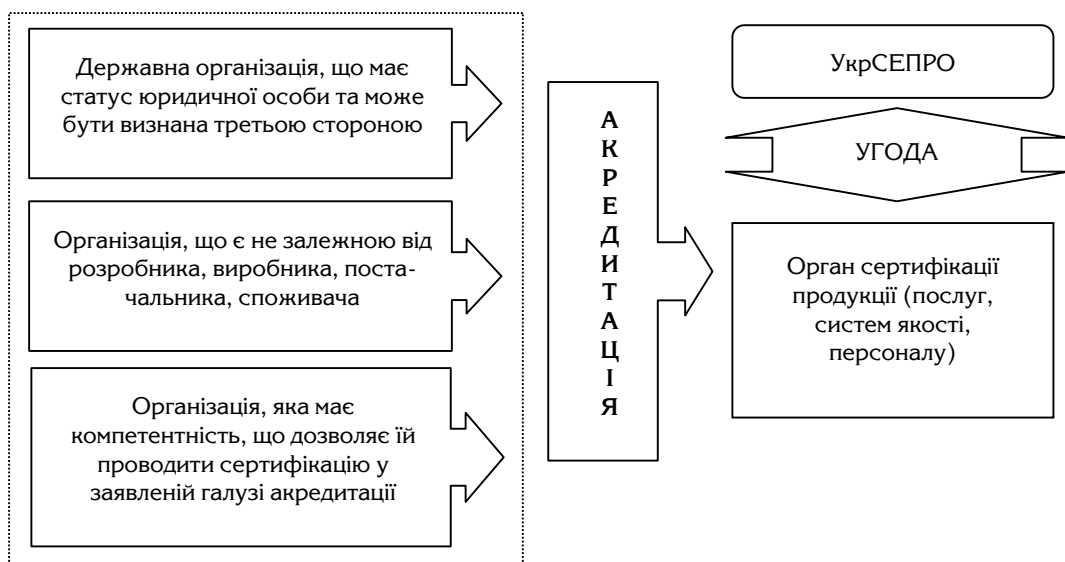 Державна організація, що має
статус юридичної особи та може
бути визнана третьою стороною
Організація, що є не залежною від
розробника, виробника, поста-
чальника, споживача
Організація, яка має
компетентність, що дозволяє їй
проводити сертифікацію у
заявленій галузі акредитації
А
К
Р
Е
Д
И
Т
А
Ц
І
Я
УкрСЕПРО
УГОДА
Орган сертифікації
продукції (послуг,
систем якості,
персоналу)